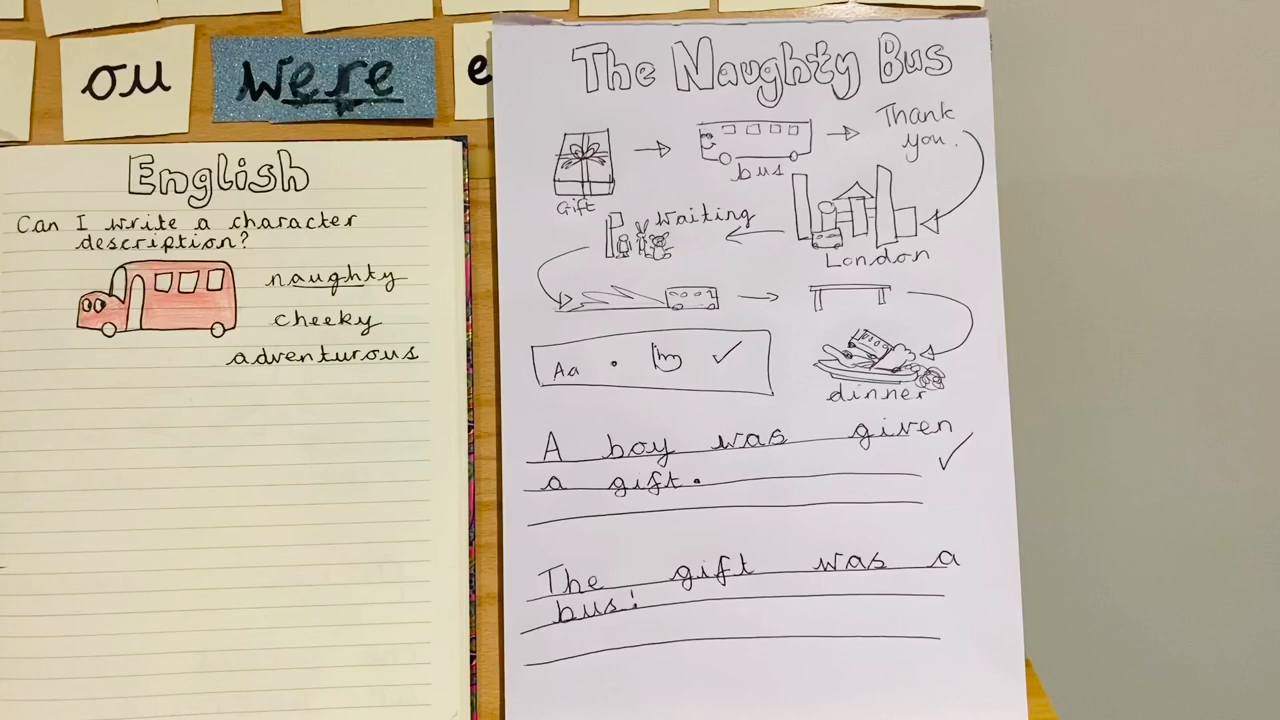 ou
were
e
English
Can I write a character
description?
naughty
cheeky
adventurous
The Naughty Bus
Gift
bus
Thank
you.
London
waiting
dinner
Aa .
A boy was given
a gift.
The gift was a
bus!